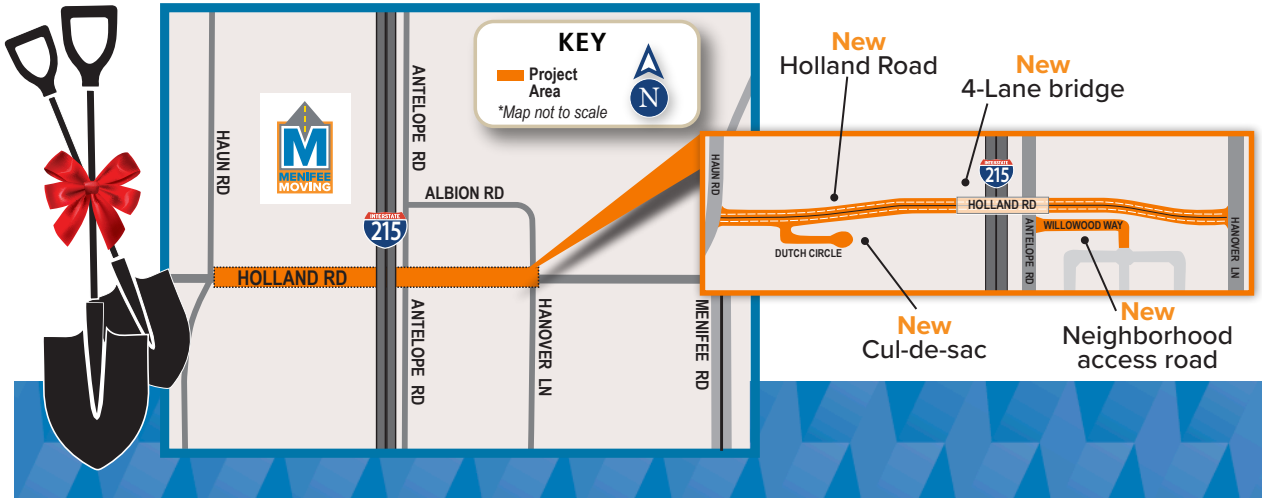 KEY
Project
Area
*Map not to scale
N
HAUN RD
M
MENIFEE
MOVING
ANTELOPE RD
ALBION RD
INTERSTATE
215
HOLLAND RD
ANTELOPE RD
HANOVER LN
MENIFEE RD
New
Holland Road
New
4-Lane bridge
HAUN RD
INTERSTATE
215
HOLLAND RD
ANTELOPE RD
WILLOWOOD WAY
DUTCH CIRCLE
HANOVER LN
New
Cul-de-sac
New
Neighborhood
access road